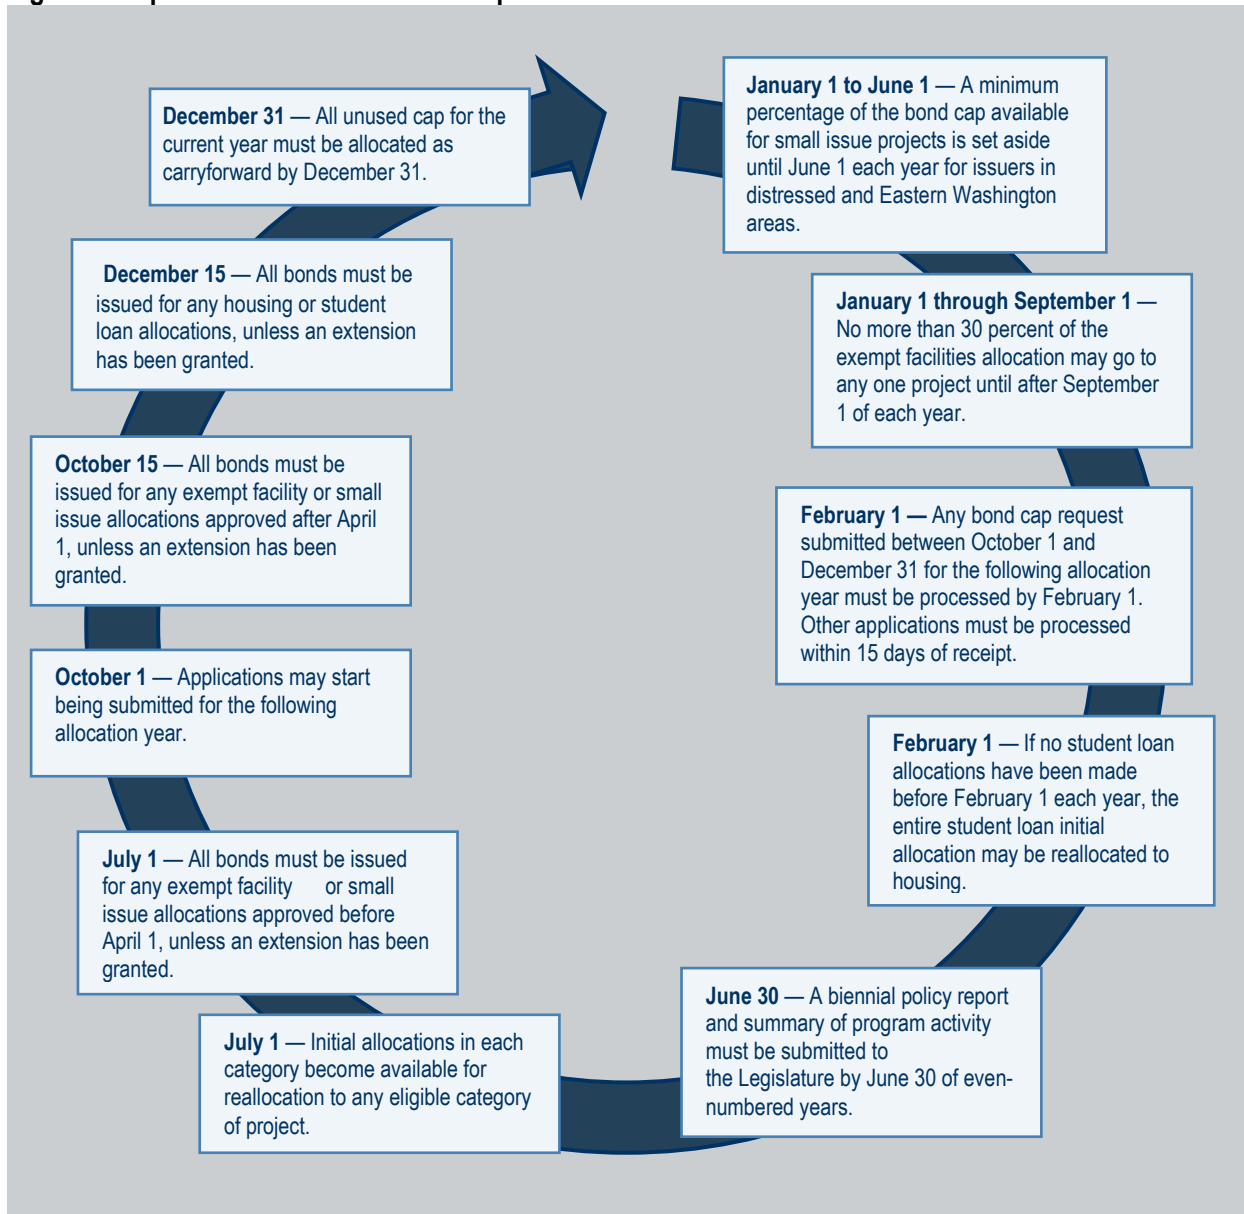 January 1 to June 1 — A minimum
percentage of the bond cap available
for small issue projects is set aside
until June 1 each year for issuers in
distressed and Eastern Washington
areas.
January 1 through September 1 —
No more than 30 percent of the
exempt facilities allocation may go to
any one project until after September
1 of each year.
February 1 — Any bond cap request
submitted between October 1 and
December 31 for the following allocation
year must be processed by February 1.
Other applications must be processed
within 15 days of receipt.
February 1 — If no student loan
allocations have been made
before February 1 each year, the
entire student loan initial
allocation may be reallocated to
housing.
June 30 — A biennial policy report
and summary of program activity
must be submitted to
the Legislature by June 30 of even-
numbered years.
July 1 — Initial allocations in each
category become available for
reallocation to any eligible category
of project.
July 1 — All bonds must be issued
for any exempt facility or small
issue allocations approved before
April 1, unless an extension has been
granted.
October 1 — Applications may start
being submitted for the following
allocation year.
October 15 — All bonds must be
issued for any exempt facility or small
issue allocations approved after April
1, unless an extension has been
granted.
December 15 — All bonds must be
issued for any housing or student
loan allocations, unless an extension
has been granted.
December 31 — All unused cap for the
current year must be allocated as
carryforward by December 31.